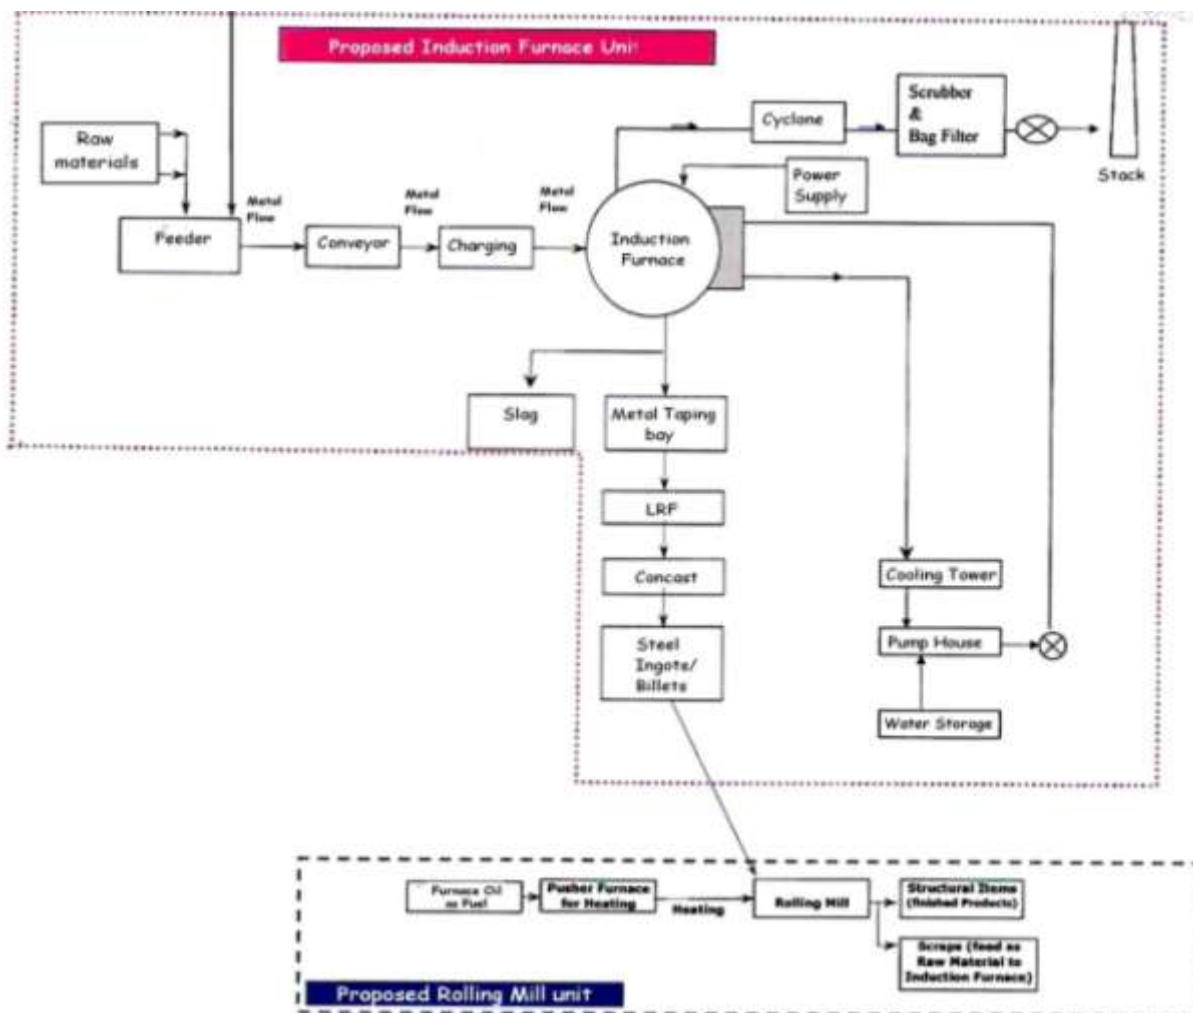 Proposed Induction Furnace Unit
Scrubber
&
Bag Filter
Cyclone
Raw
materials
Power
Supply
Stack
Metal
Flow
Metal
Flow
Metal
Flow
Feeder
Conveyor
Charging
Induction
Furnace
Slag
Metal Taping
bay
LRF
Concast
Cooling Tower
Steel
Ingote/
Billets
Pump House
Water Storage
Furnace Oil
as Fuel
Pusher Furnace
for Heating
Heating
Rolling Mill
Structural Items
(finished Products)
Scraps (feed as
Raw Material to
Induction Furnace)
Proposed Rolling Mill unit